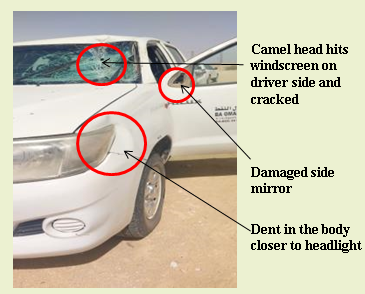 Camel head hits
windscreen on
driver side and
cracked
Damaged side
mirror
Dent in the body
closer to headlight